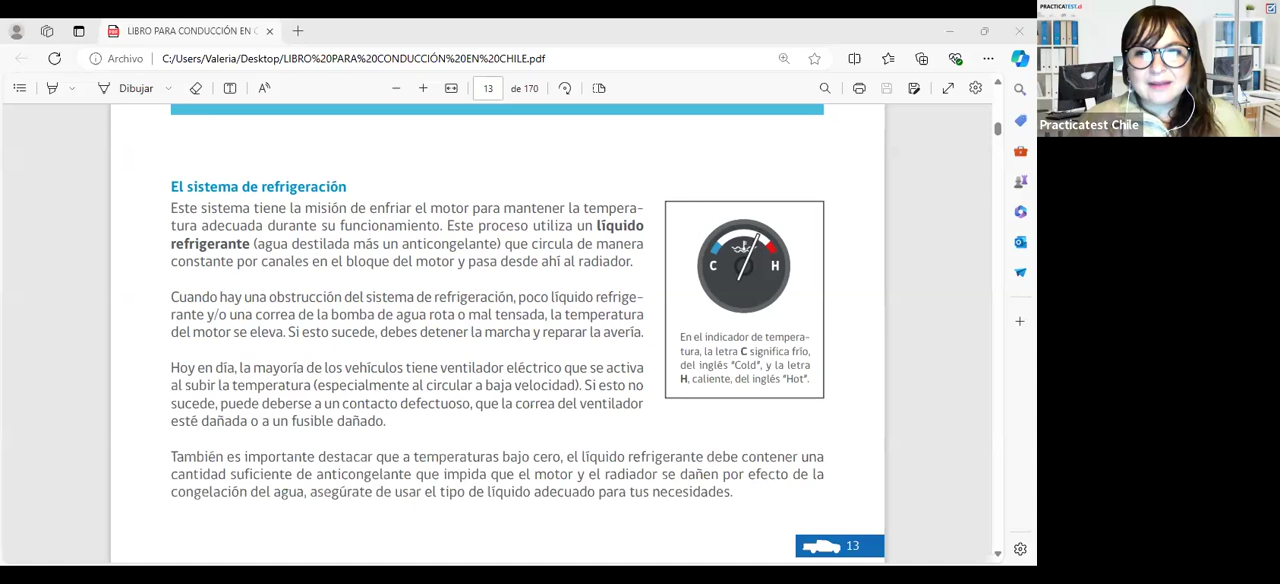 LIBRO PARA CONDUCCIÓN EN C
Archivo
C:/Users/Valeria/Desktop/LIBRO%20PARA%20CONDUCCIÓN%20EN%20CHILE.pdf
Dibujar
13
de 170
PRACTICATEST.cl
Practicatest Chile
El sistema de refrigeración
Este sistema tiene la misión de enfriar el motor para mantener la tempera-
tura adecuada durante su funcionamiento. Este proceso utiliza un líquido
refrigerante (agua destilada más un anticongelante) que circula de manera
constante por canales en el bloque del motor y pasa desde ahí al radiador.
Cuando hay una obstrucción del sistema de refrigeración, poco líquido refrige-
rante y/o una correa de la bomba de agua rota o mal tensada, la temperatura
del motor se eleva. Si esto sucede, debes detener la marcha y reparar la avería.
Hoy en día, la mayoría de los vehículos tiene ventilador eléctrico que se activa
al subir la temperatura (especialmente al circular a baja velocidad). Si esto no
sucede, puede deberse a un contacto defectuoso, que la correa del ventilador
esté dañada o a un fusible dañado.
C
H
En el indicador de tempera-
tura, la letra C significa frío,
del inglés "Cold", y la letra
H, caliente, del inglés "Hot".
También es importante destacar que a temperaturas bajo cero, el líquido refrigerante debe contener una
cantidad suficiente de anticongelante que impida que el motor y el radiador se dañen por efecto de la
congelación del agua, asegúrate de usar el tipo de líquido adecuado para tus necesidades.
13